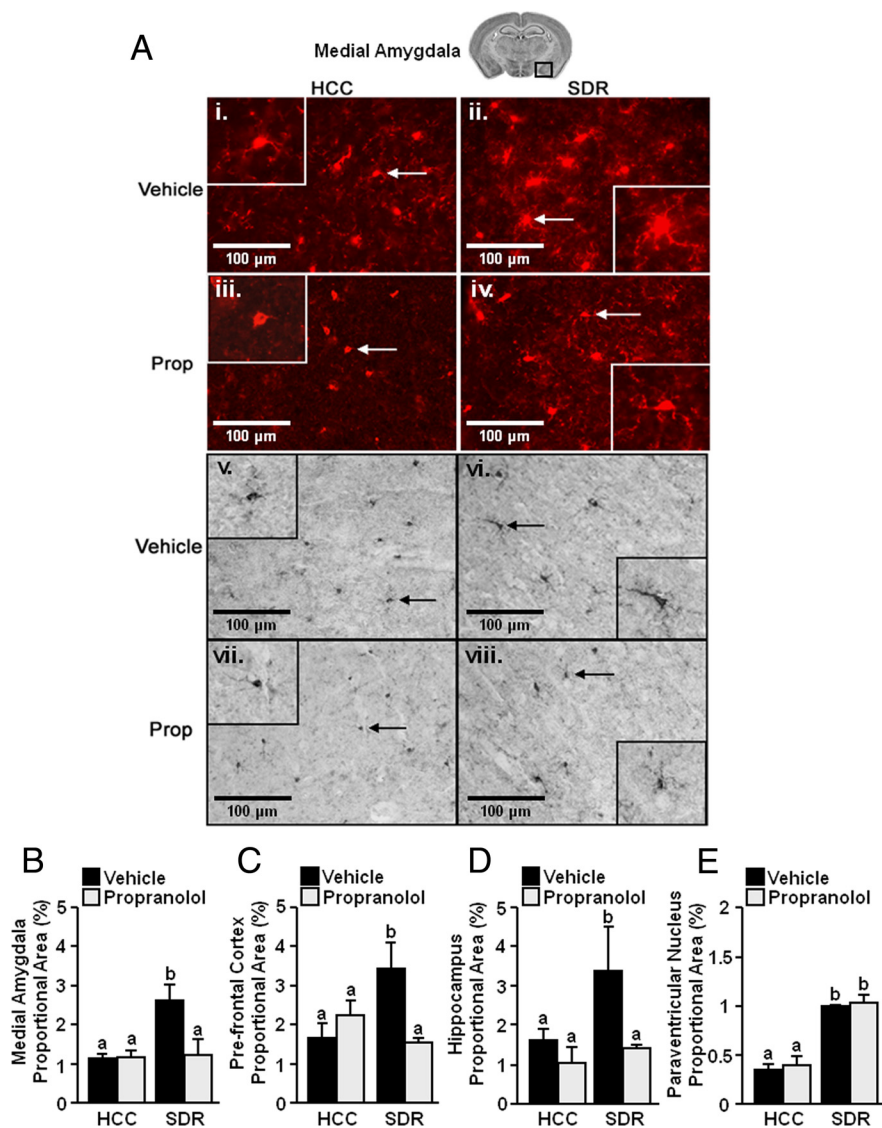 A
Medial Amygdala
HCC SDR
i. ii.
Vehicle
100 µm 100 µm
iii. iv.
Prop
100 µm 100 µm
v. vi.
Vehicle
100 µm 100 µm
vii. viii.
Prop
100 µm 100 µm
B
Vehicle
Propranolol
Medial Amygdala
Proportional Area (%)
5
4
3
2
1
0
a a b a
HCC SDR
C
Vehicle
Propranolol
Pre-frontal Cortex
Proportional Area (%)
5
4
3
2
1
0
a a b a
HCC SDR
D
Vehicle
Propranolol
Hippocampus
Proportional Area (%)
5
4
3
2
1
0
a a b a
HCC SDR
E
Vehicle
Propranolol
Paraventricular Nucleus
Proportional Area (%)
2
1.5
1
0.5
0
a a b b
HCC SDR